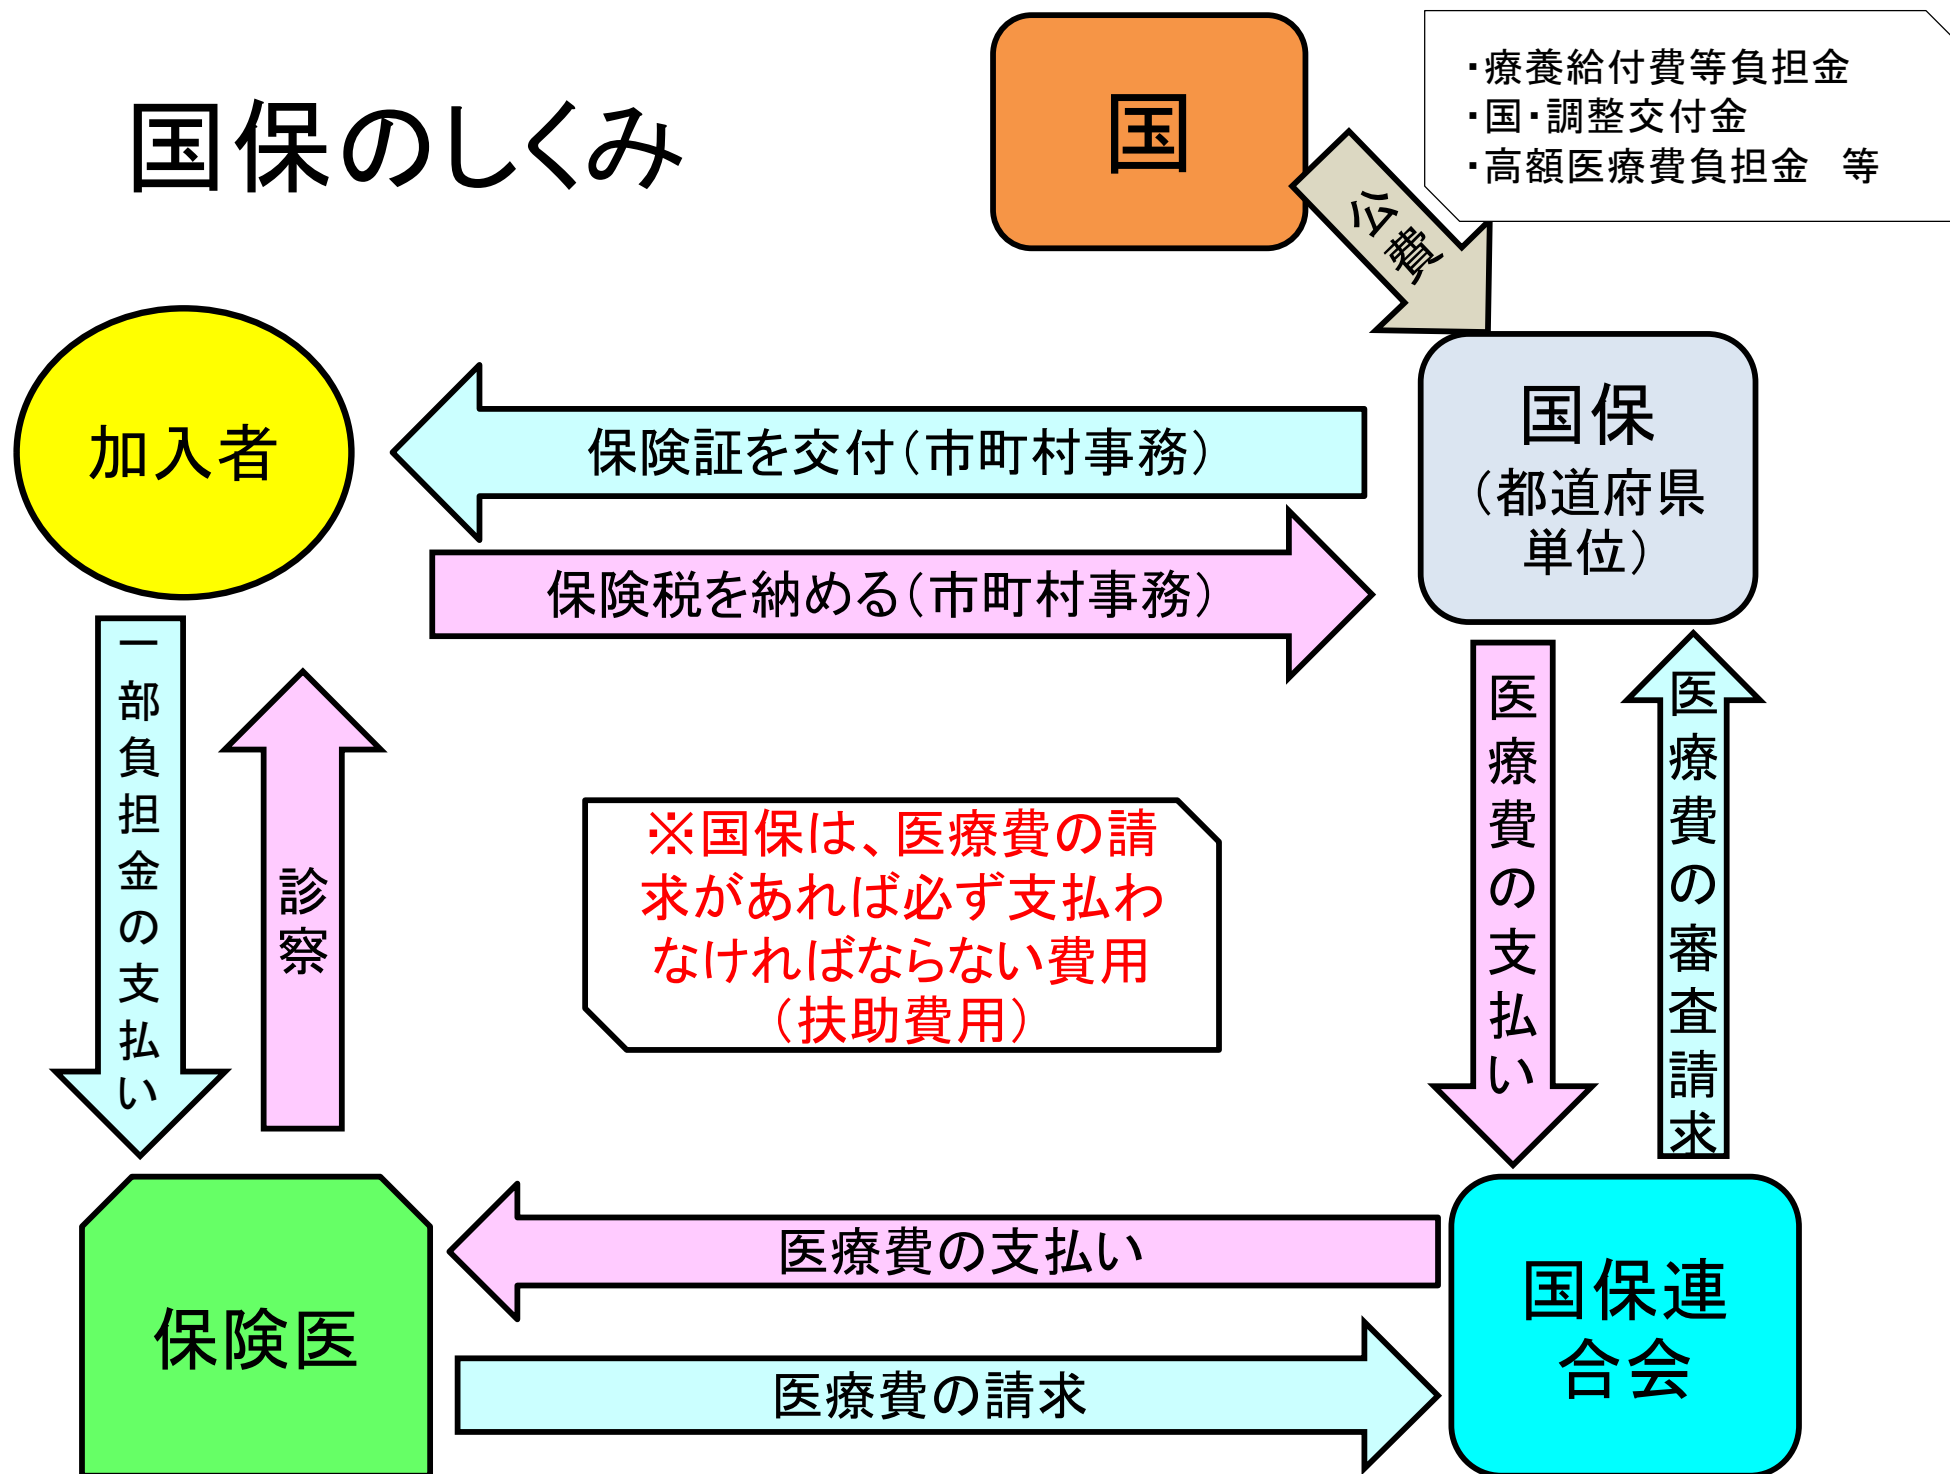 国保のしくみ
国
・療養給付費等負担金
・国・調整交付金
・高額医療費負担金　等
公費
加入者
保険証を交付（市町村事務）
国保
（都道府県
単位）
保険税を納める（市町村事務）
一部負担金の支払い
診察
※国保は、医療費の請
求があれば必ず支払わ
なければならない費用
（扶助費用）
医療費の支払い
医療費の審査請求
保険医
医療費の支払い
医療費の請求
国保連
合会